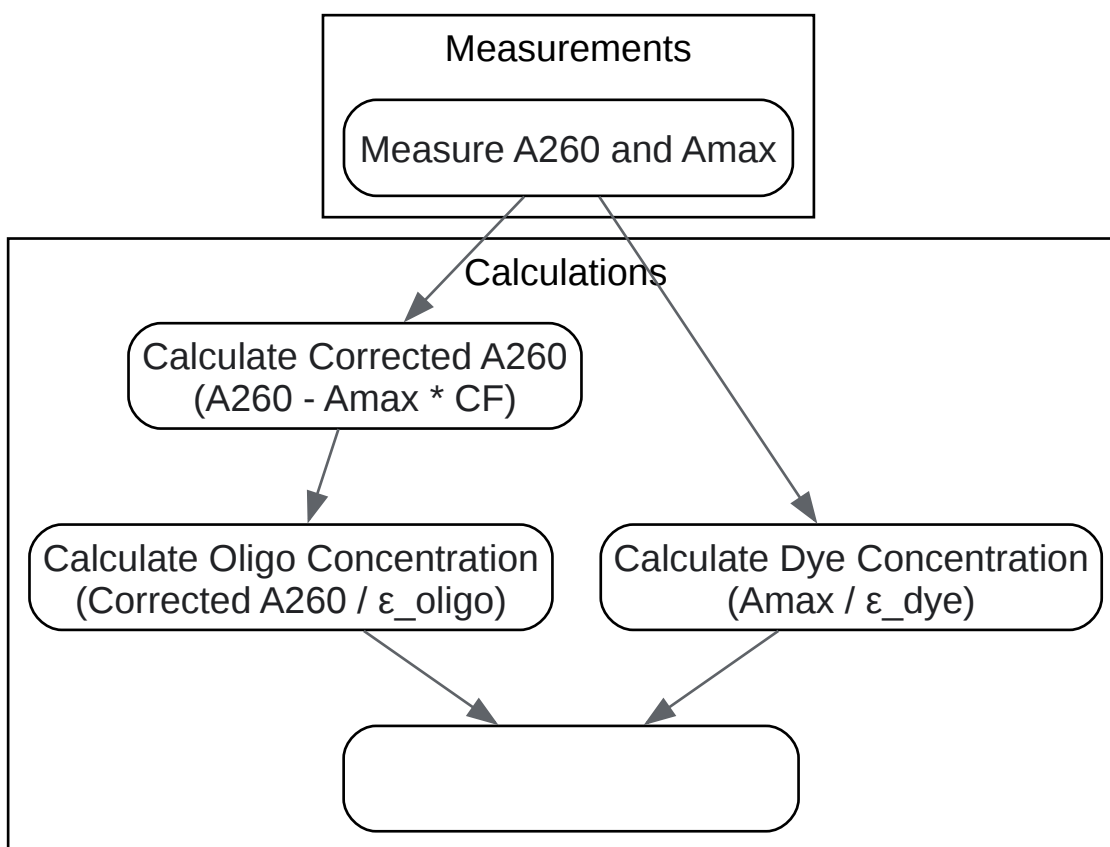 Measurements
Measure A260 and Amax
Calculations
Calculate Corrected A260
(A260 - Amax * CF)
Calculate Oligo Concentration
(Corrected A260 / ε_oligo)
Calculate Dye Concentration
(Amax / ε_dye)